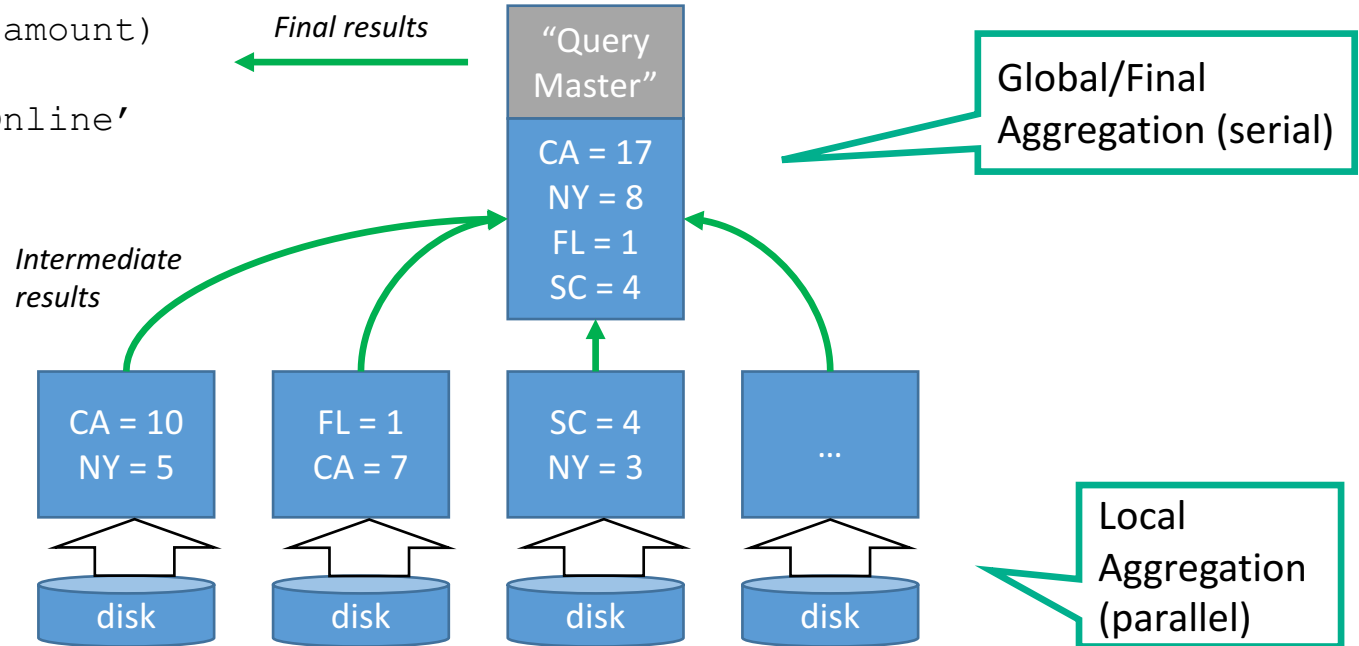 amount)
nline’
Final results
“Query
Master”
CA = 17
NY = 8
FL = 1
SC = 4
Global/Final
Aggregation (serial)
Intermediate
results
CA = 10
NY = 5
FL = 1
CA = 7
SC = 4
NY = 3
…
disk
disk
disk
disk
Local
Aggregation
(parallel)